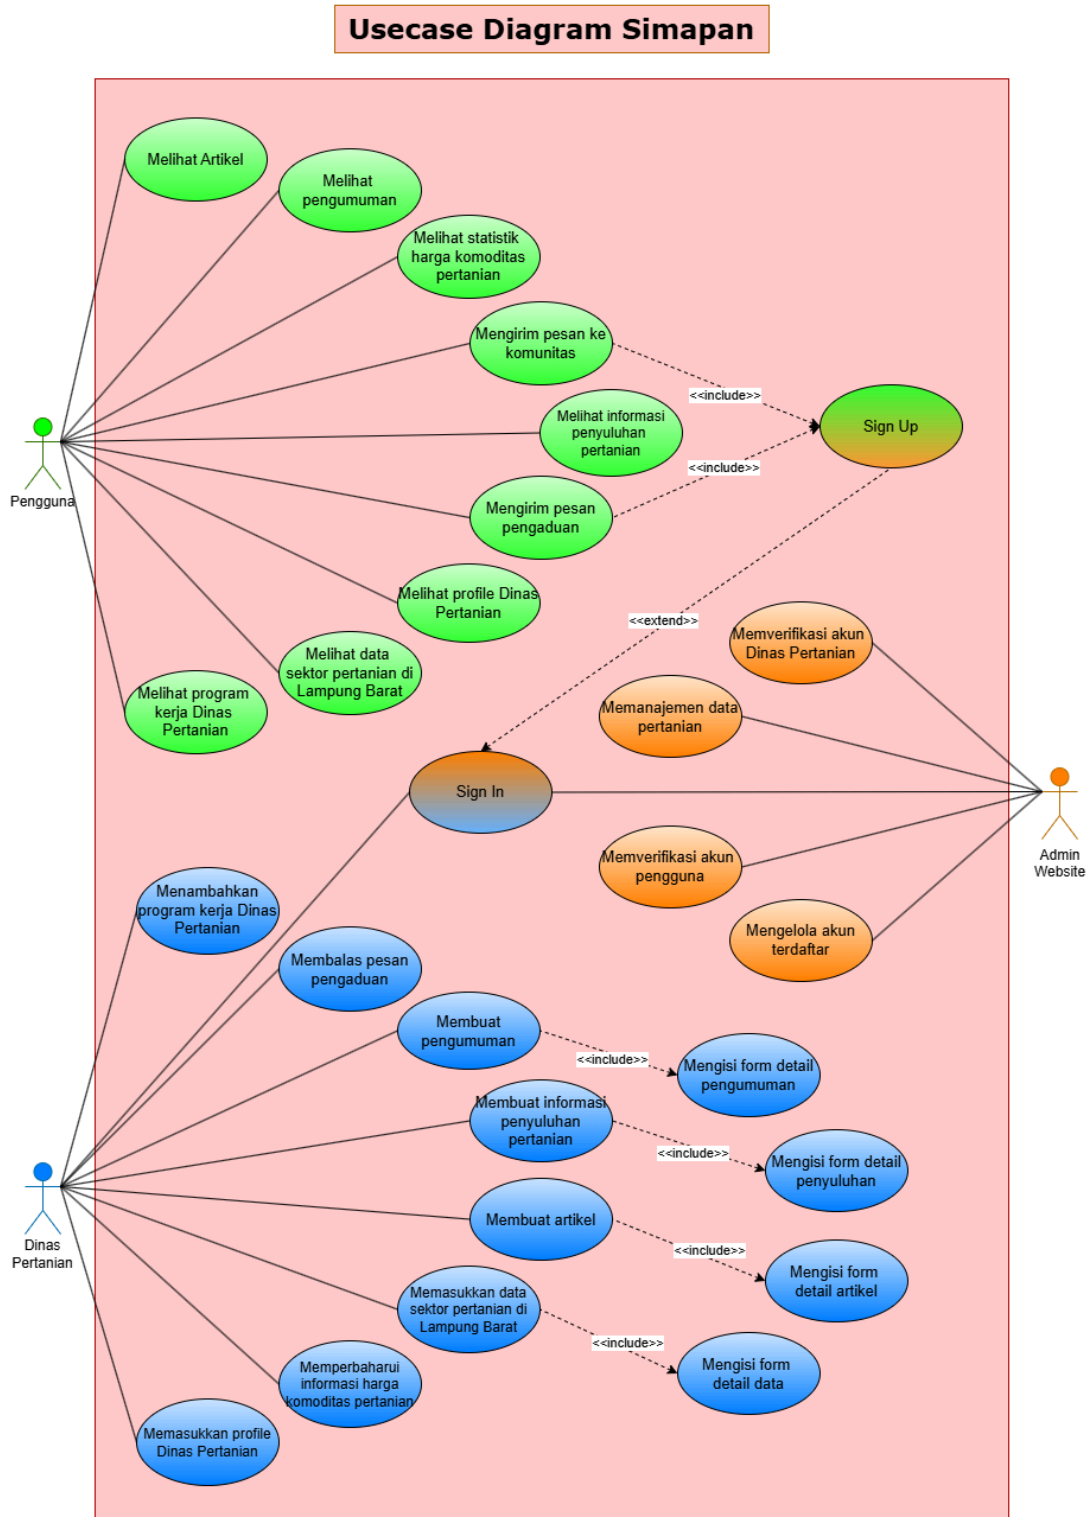 Usecase Diagram Simapan
Melihat Artikel
Melihat
pengumuman
Melihat statistik
harga komoditas
pertanian
Mengirim pesan ke
komunitas
<<include>>
Melihat informasi
penyuluhan
pertanian
Sign Up
<<include>>
Pengguna
Mengirim pesan
pengaduan
Melihat profile Dinas
Pertanian
<<extend>>
Memverifikasi akun
Dinas Pertanian
Melihat data
sektor pertanian di
Lampung Barat
Melihat program
kerja Dinas
Pertanian
Memanajemen data
pertanian
Sign In
Admin
Website
Memverifikasi akun
pengguna
Mengelola akun
terdaftar
Menambahkan
program kerja Dinas
Pertanian
Membalas pesan
pengaduan
Membuat
pengumuman
<<include>>
Mengisi form detail
pengumuman
Membuat informasi
penyuluhan
pertanian
<<include>>
Mengisi form detail
penyuluhan
Dinas
Pertanian
Membuat artikel
<<include>>
Mengisi form
detail artikel
Memasukkan data
sektor pertanian di
Lampung Barat
<<include>>
Mengisi form
detail data
Memperbaharui
informasi harga
komoditas pertanian
Memasukkan profile
Dinas Pertanian